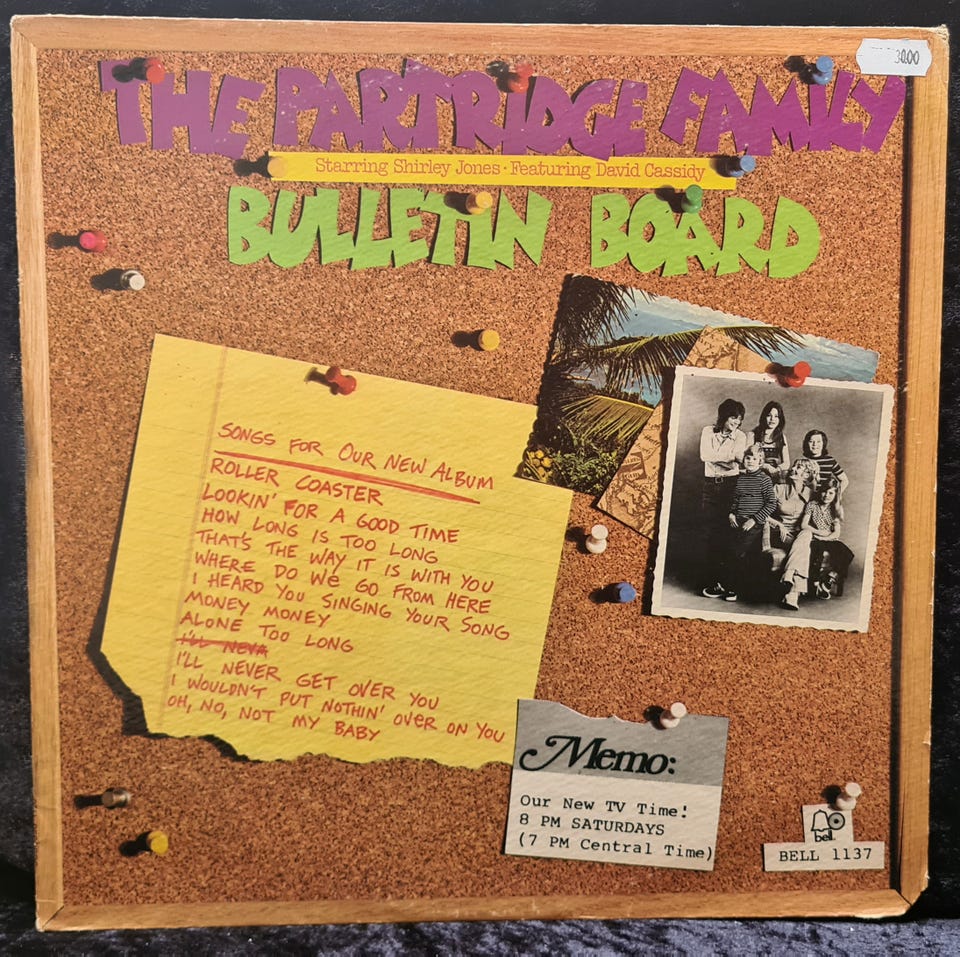 30.00
THE PARTRIDGE FAMILY
Starring Shirley Jones · Featuring David Cassidy
BULLETIN BOARD
SONGS FOR OUR NEW ALBUM
ROLLER COASTER
LOOKIN' FOR A GOOD TIME
HOW LONG IS TOO LONG
THAT'S THE WAY IT IS WITH YOU
WHERE DO WE GO FROM HERE
I HEARD YOU SINGING YOUR SONG
MONEY MONEY
ALONE TOO LONG
I'LL NEVA
I'LL NEVER GET OVER YOU
I WOULDN'T PUT NOTHIN' OVER ON YOU
OH, NO, NOT MY BABY
Memo:
Our New TV Time!
8 PM SATURDAYS
(7 PM Central Time)
bell
BELL 1137